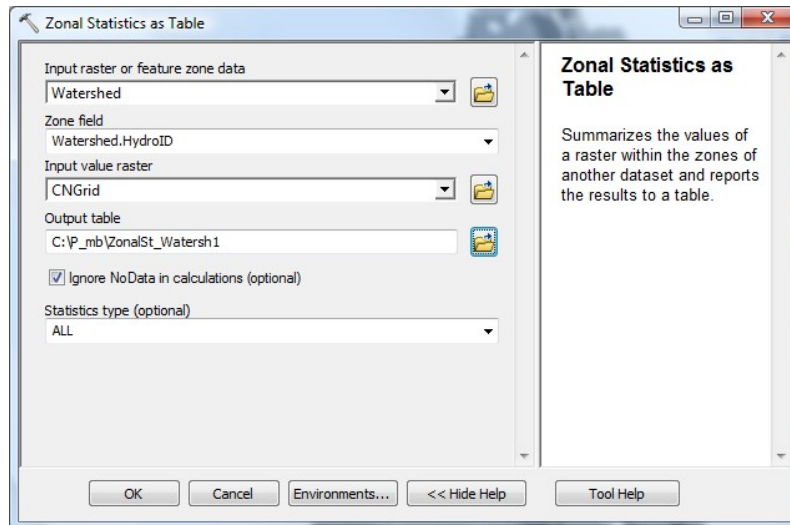 Zonal Statistics as Table
Input raster or feature zone data
Watershed
Zone field
Watershed.HydroID
Input value raster
CNGrid
Output table
C:\P_mb\ZonalSt_Watersh1
Ignore NoData in calculations (optional)
Statistics type (optional)
ALL
Zonal Statistics as
Table
Summarizes the values of
a raster within the zones of
another dataset and reports
the results to a table.
OK
Cancel
Environments...
<< Hide Help
Tool Help